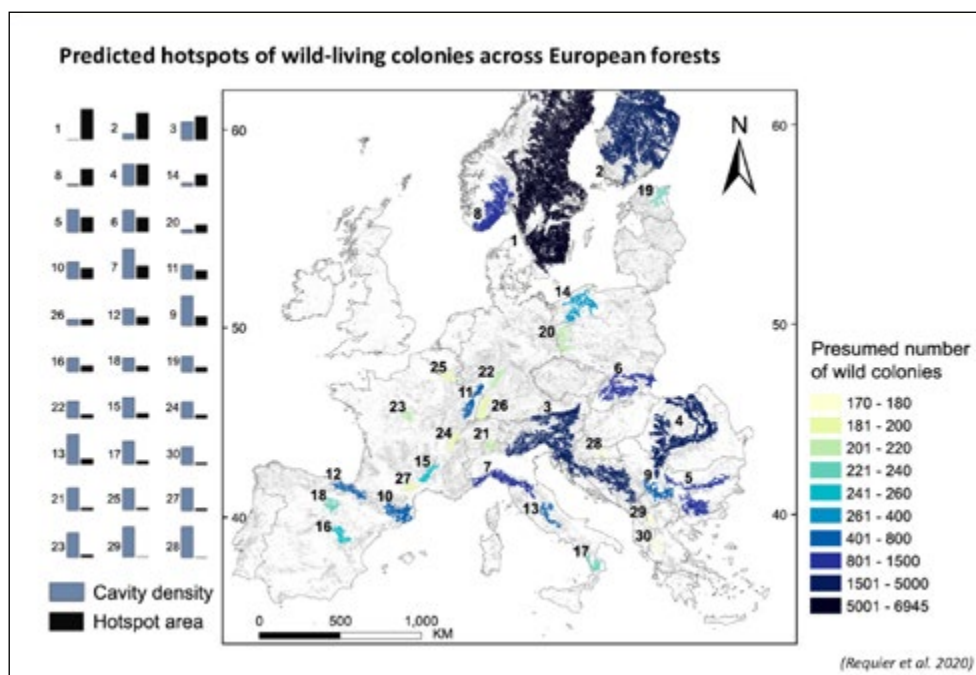 Predicted hotspots of wild-living colonies across European forests
1 2 3
8 4 14
5 6 20
10 7 11
26 12 9
16 18 19
22 15 24
13 17 30
21 25 27
23 29 28
Cavity density
Hotspot area
60 60
50 50
40 40
N
2
19
8
1
14
20
25 22 6
11
23 26 3 4
24 21 28
15 7 9 5
12 27
10 29
18 13
30
16
17
0 500 1,000
KM
Presumed number
of wild colonies
170 - 180
181 - 200
201 - 220
221 - 240
241 - 260
261 - 400
401 - 800
801 - 1500
1501 - 5000
5001 - 6945
(Requier et al. 2020)